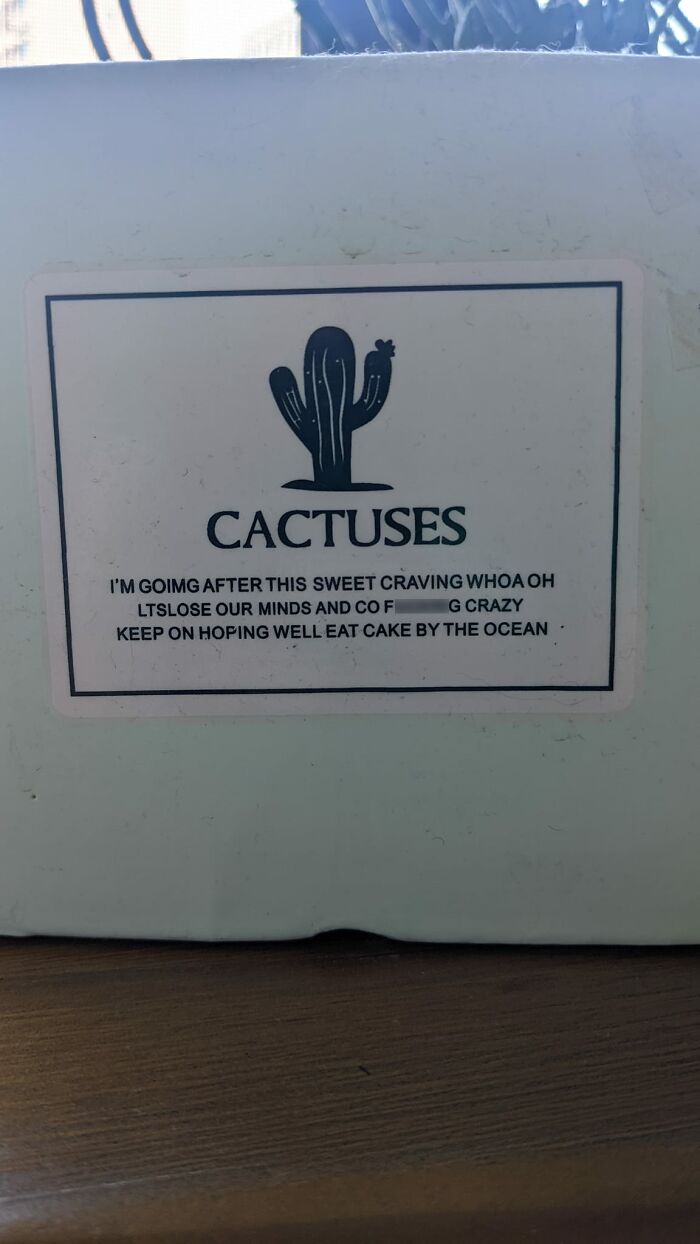 CACTUSES
I'M GOIMG AFTER THIS SWEET CRAVING WHOA OH
LTSLOSE OUR MINDS AND CO F G CRAZY
KEEP ON HOPING WELL EAT CAKE BY THE OCEAN